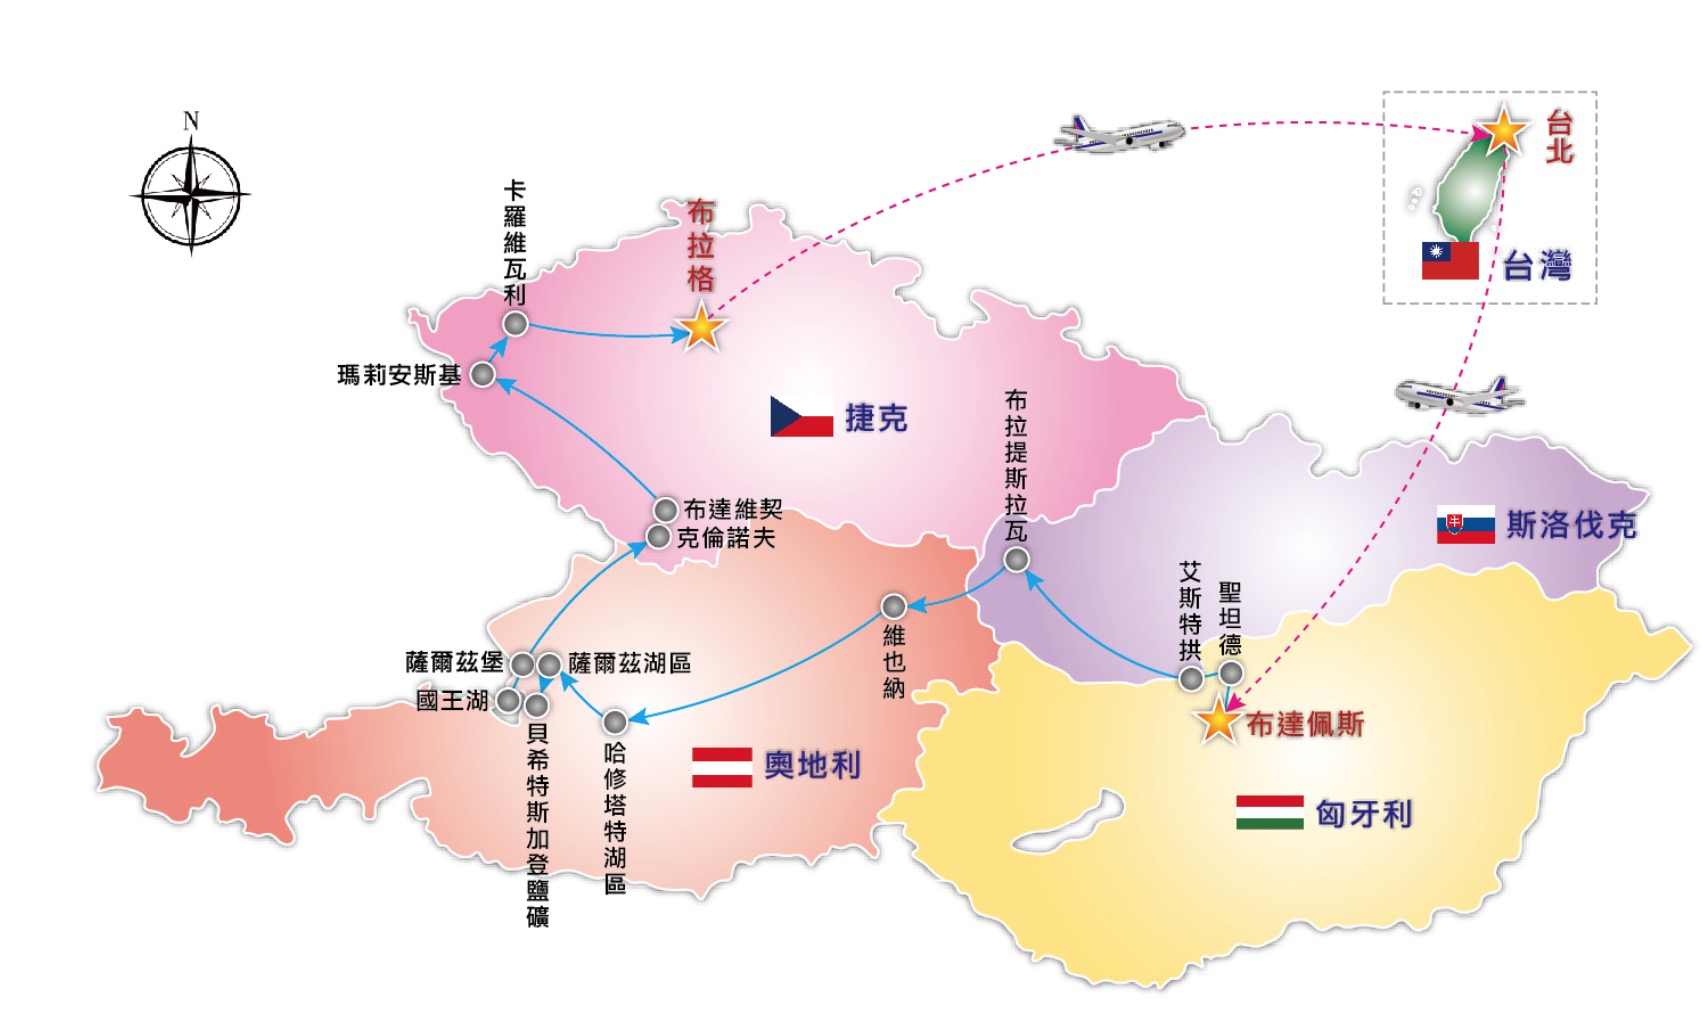 N
台北
台灣
卡羅維瓦利
布拉格
瑪莉安斯基
捷克
布拉提斯拉瓦
布達維契
克倫諾夫
斯洛伐克
艾斯特拱
聖坦德
維也納
薩爾茲堡
薩爾茲湖區
國王湖
布達佩斯
貝希特斯加登鹽礦
哈修塔特湖區
奧地利
匈牙利